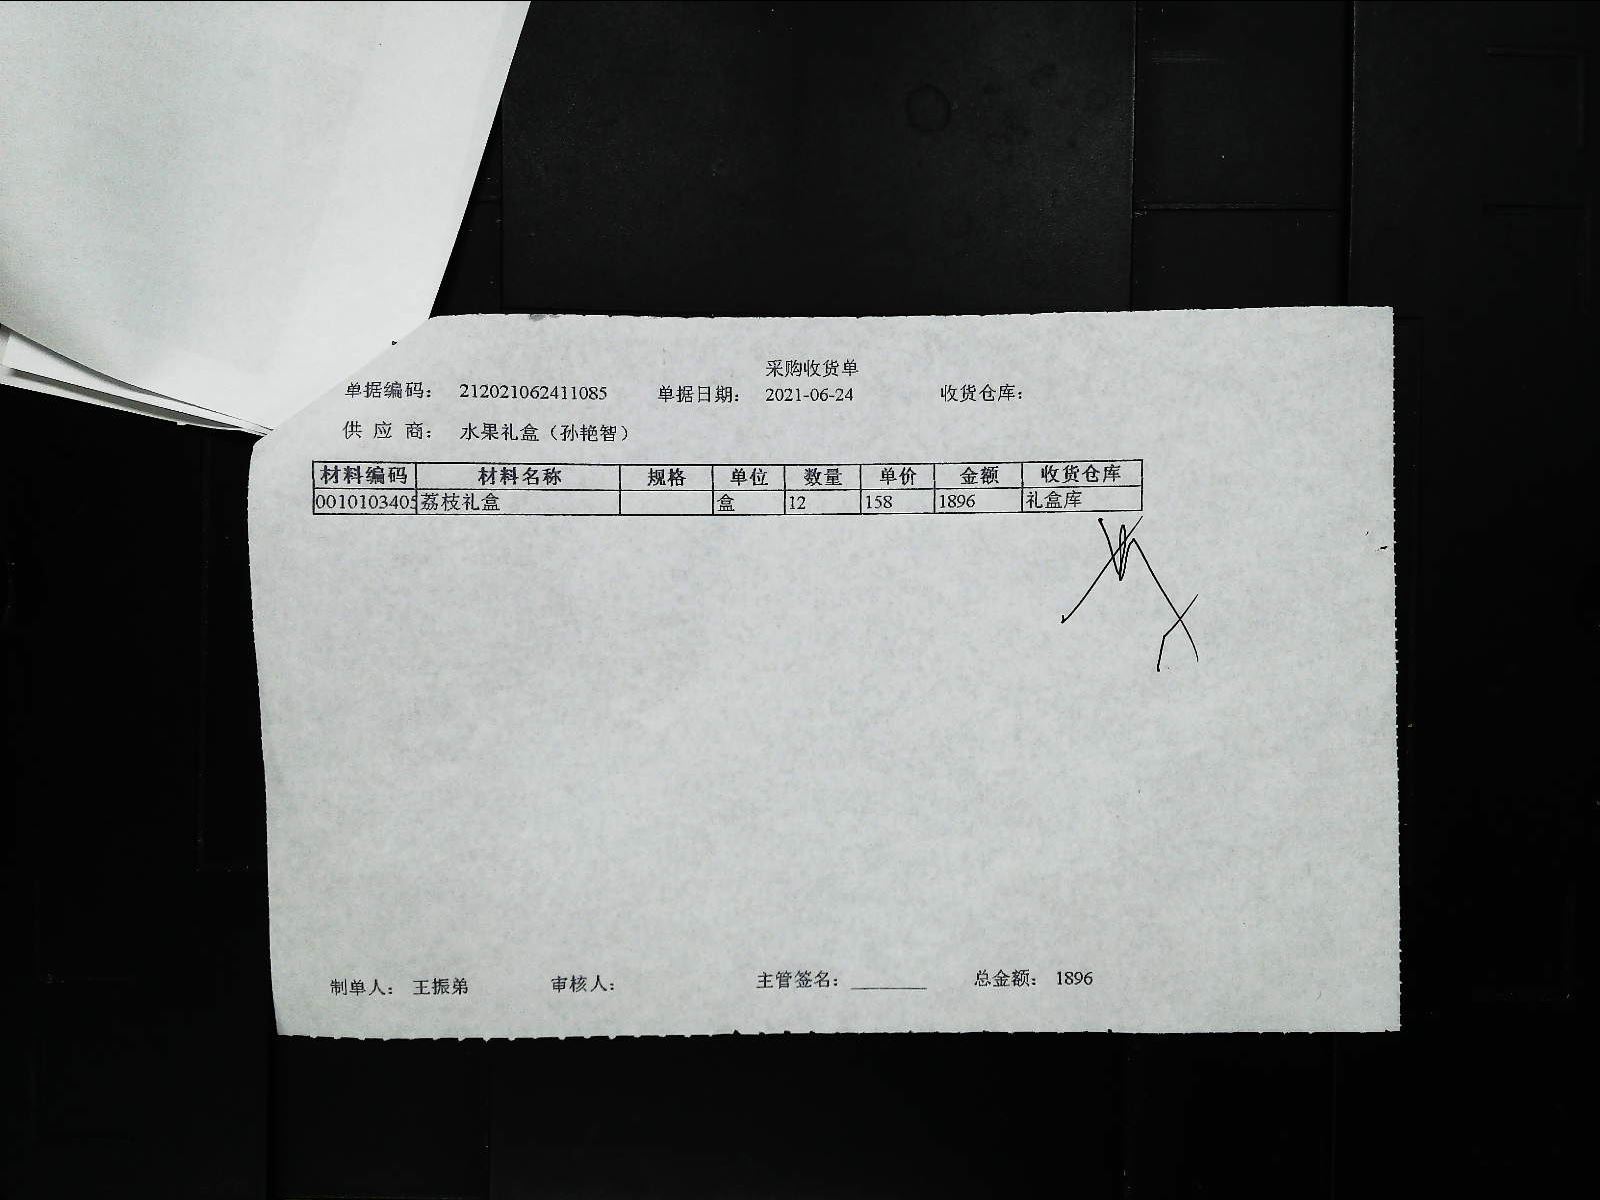 采购收货单
单据编码： 212021062411085 单据日期： 2021-06-24 收货仓库：
供 应 商： 水果礼盒（孙艳智）
材料编码 材料名称 规格 单位 数量 单价 金额 收货仓库
0010103405 荔枝礼盒 盒 12 158 1896 礼盒库
制单人： 王振弟 审核人： 主管签名： ________ 总金额： 1896